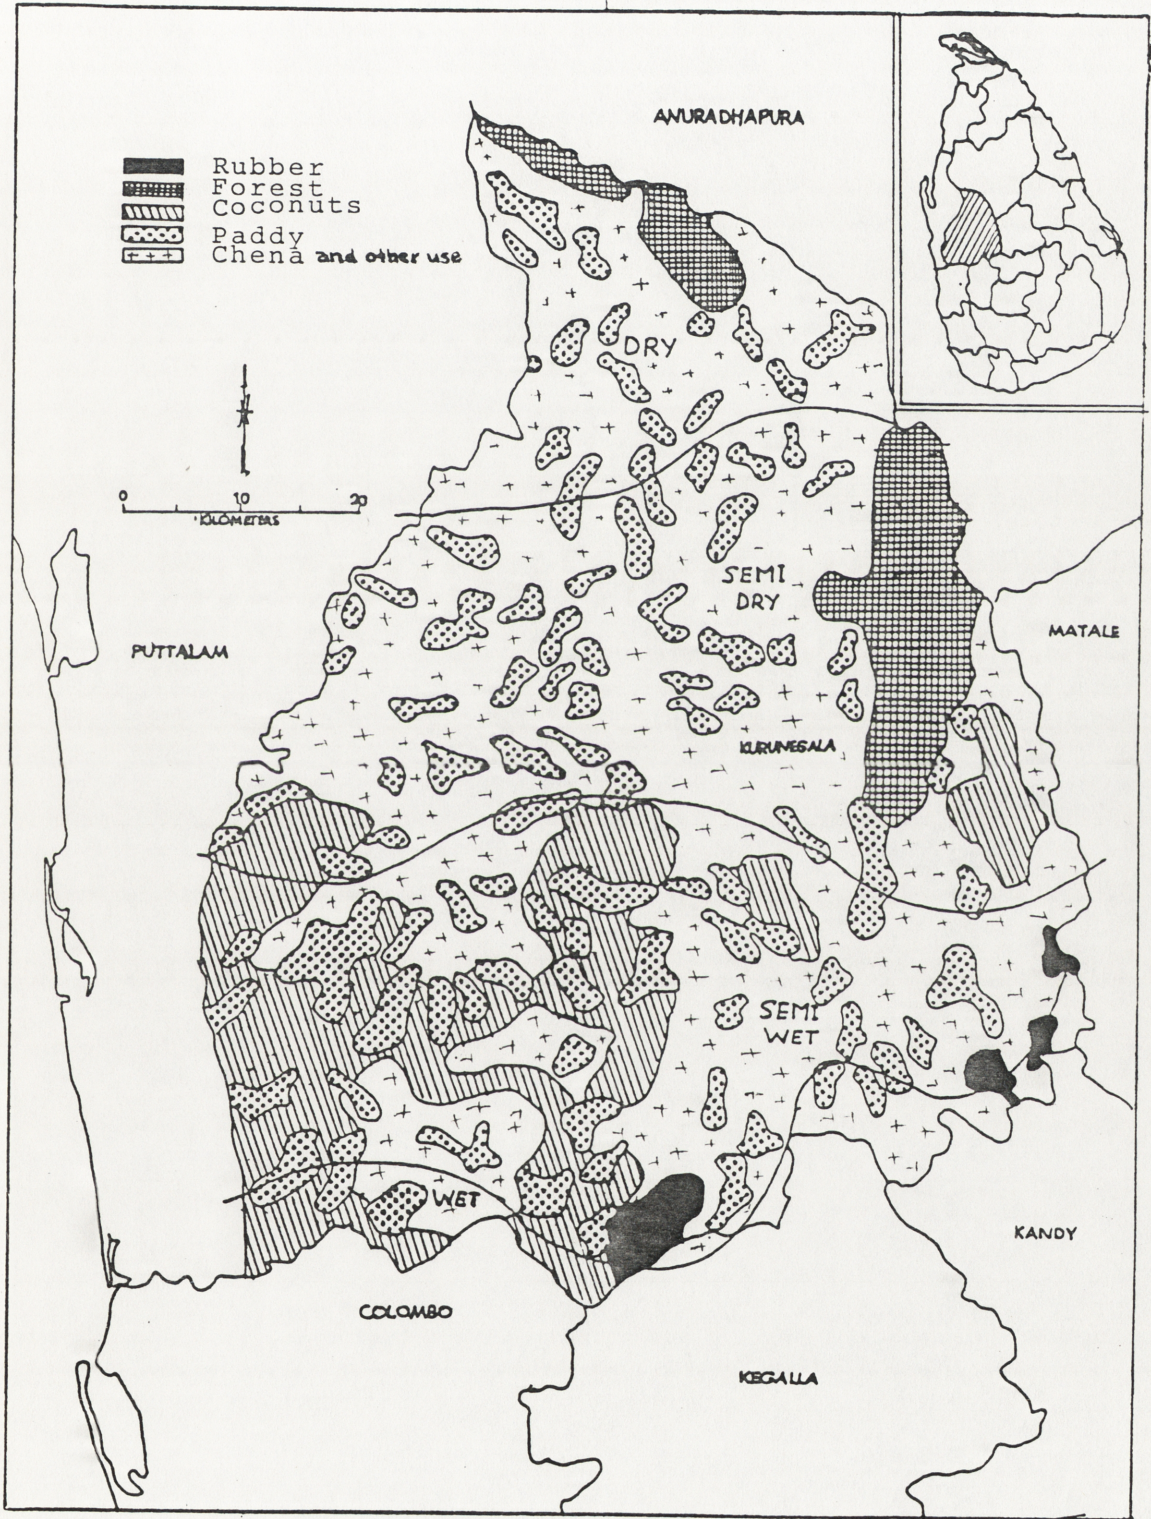 ANURADHAPURA
Rubber
Forest
Coconuts
Paddy
Chena and other use
DRY
0 10 20
KILOMETERS
SEMI
DRY
MATALE
PUTTALAM
KURUNEGALA
SEMI
WET
WET
KANDY
COLOMBO
KEGALLA